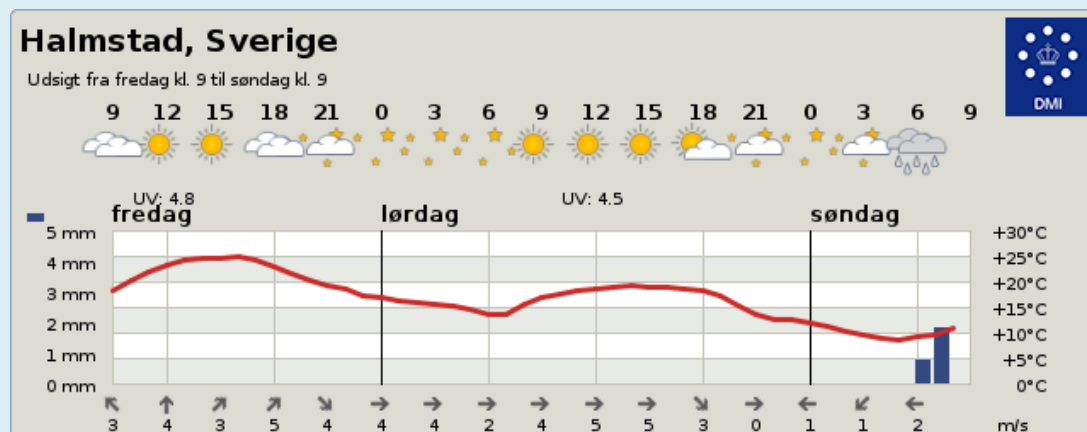 Halmstad, Sverige
Udsigt fra fredag kl. 9 til søndag kl. 9
DMI
9 12 15 18 21 0 3 6 9 12 15 18 21 0 3 6 9
UV: 4.8 UV: 4.5
fredag lørdag søndag
5 mm +30°C
4 mm +25°C
3 mm +20°C
+15°C
2 mm +10°C
1 mm +5°C
0 mm 0°C
3 4 3 5 4 4 4 2 4 5 5 3 0 1 1 2 m/s